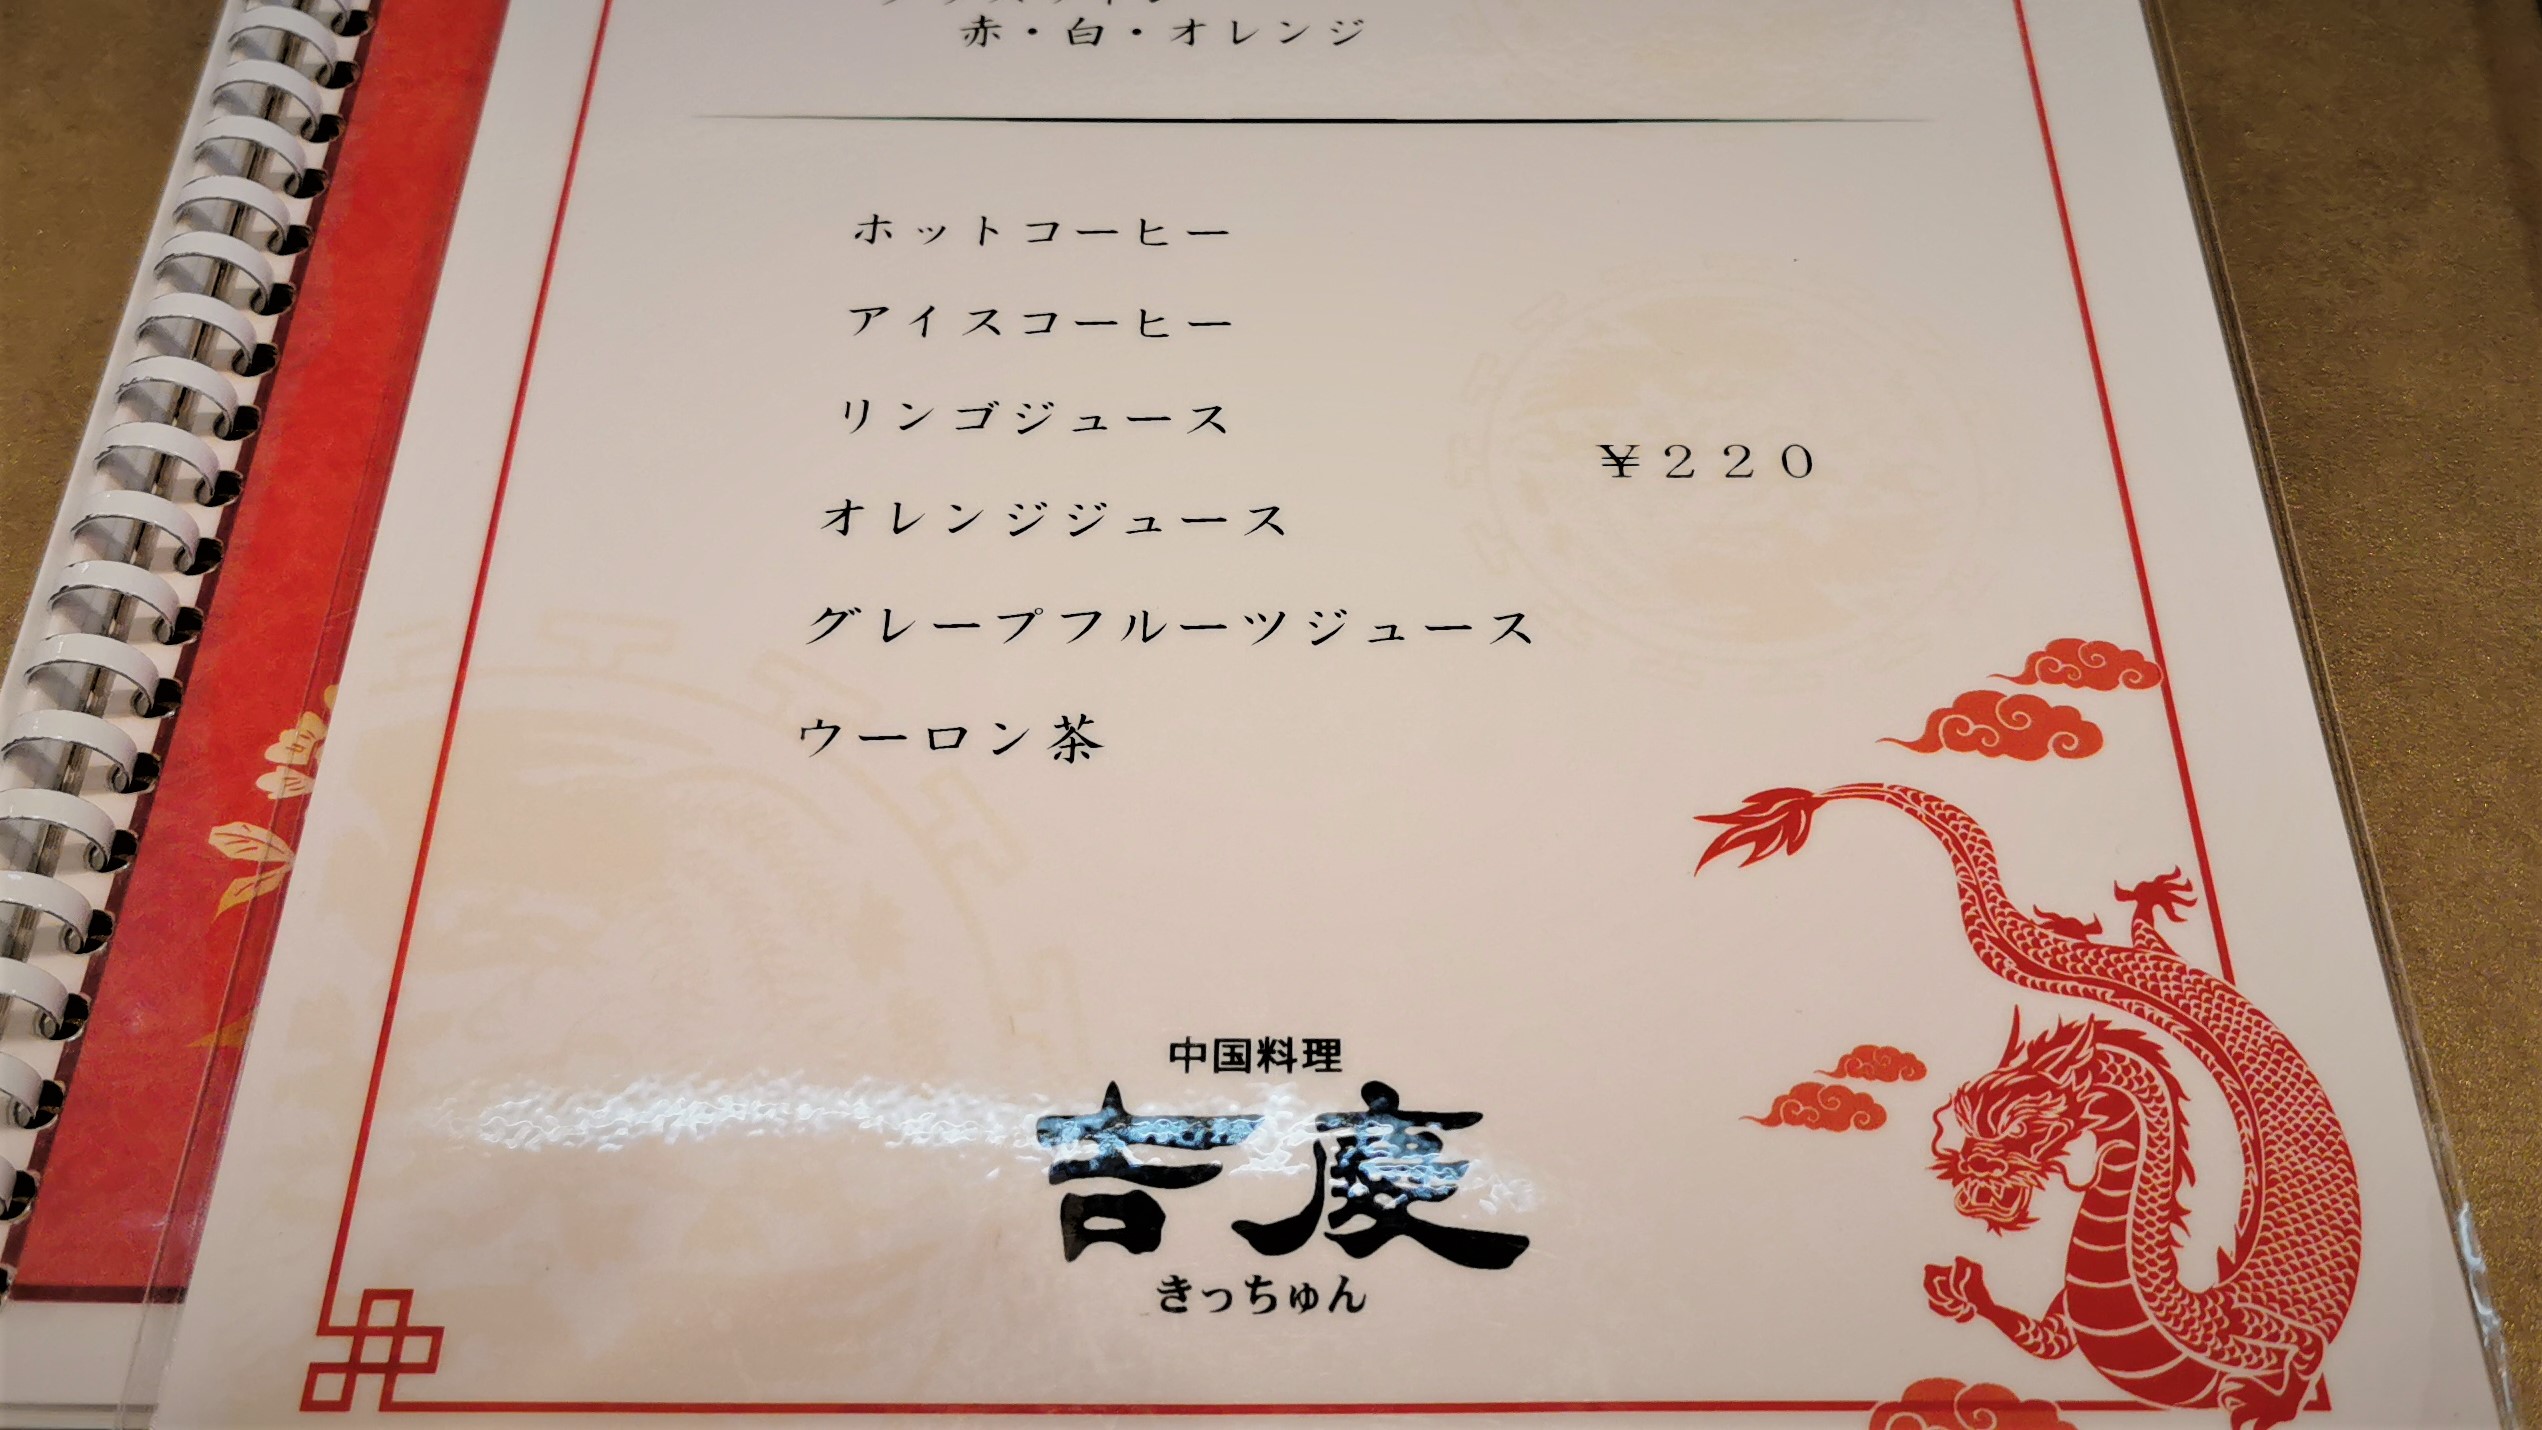 赤・白・オレンジ
ホットコーヒー
アイスコーヒー
リンゴジュース
¥220
オレンジジュース
グレープフルーツジュース
ウーロン茶
中国料理
吉慶
きっちゅん